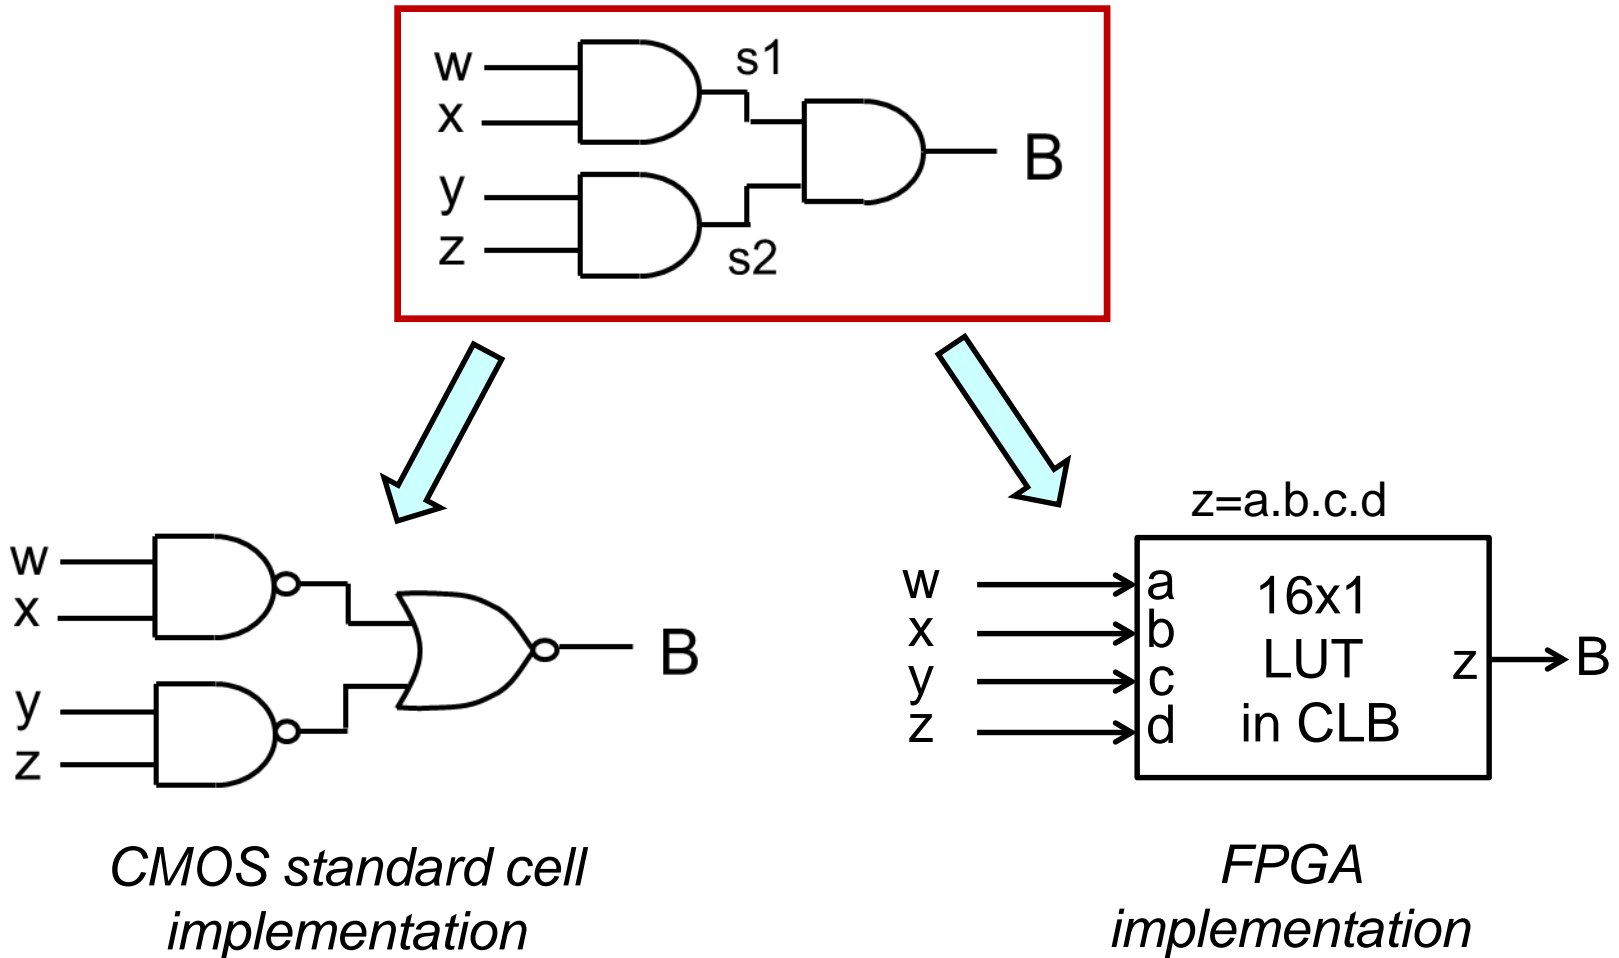 w
s1
x
B
y
z
s2
z=a.b.c.d
w
x
B
y
z
w
a
16x1
x
b
LUT
y
c
z
B
z
d
in CLB
CMOS standard cell
implementation
FPGA
implementation